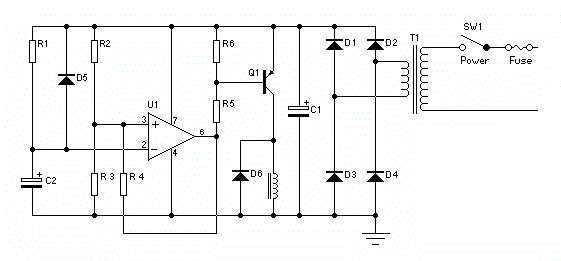 T1
SW1
Power
Fuse
R1
R2
R6
D1
D2
D5
Q1
U1
R5
C1
3
+
7
6
2
−
4
+
+
C2
R 3
R 4
D6
D3
D4